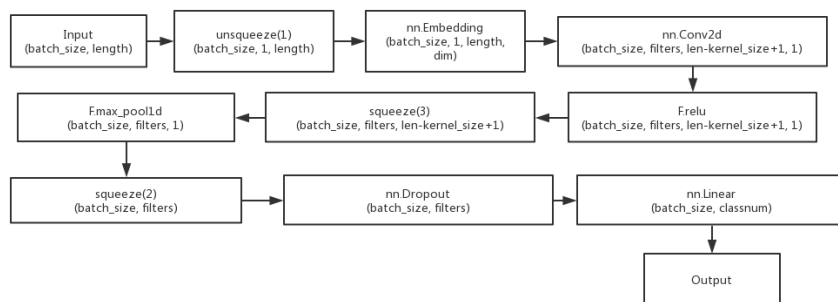 Input
(batch_size, length)
unsqueeze(1)
(batch_size, 1, length)
nn.Embedding
(batch_size, 1, length,
dim)
nn.Conv2d
(batch_size, filters, len-kernel_size+1, 1)
F.relu
(batch_size, filters, len-kernel_size+1, 1)
squeeze(3)
(batch_size, filters, len-kernel_size+1)
F.max_pool1d
(batch_size, filters, 1)
squeeze(2)
(batch_size, filters)
nn.Dropout
(batch_size, filters)
nn.Linear
(batch_size, classnum)
Output